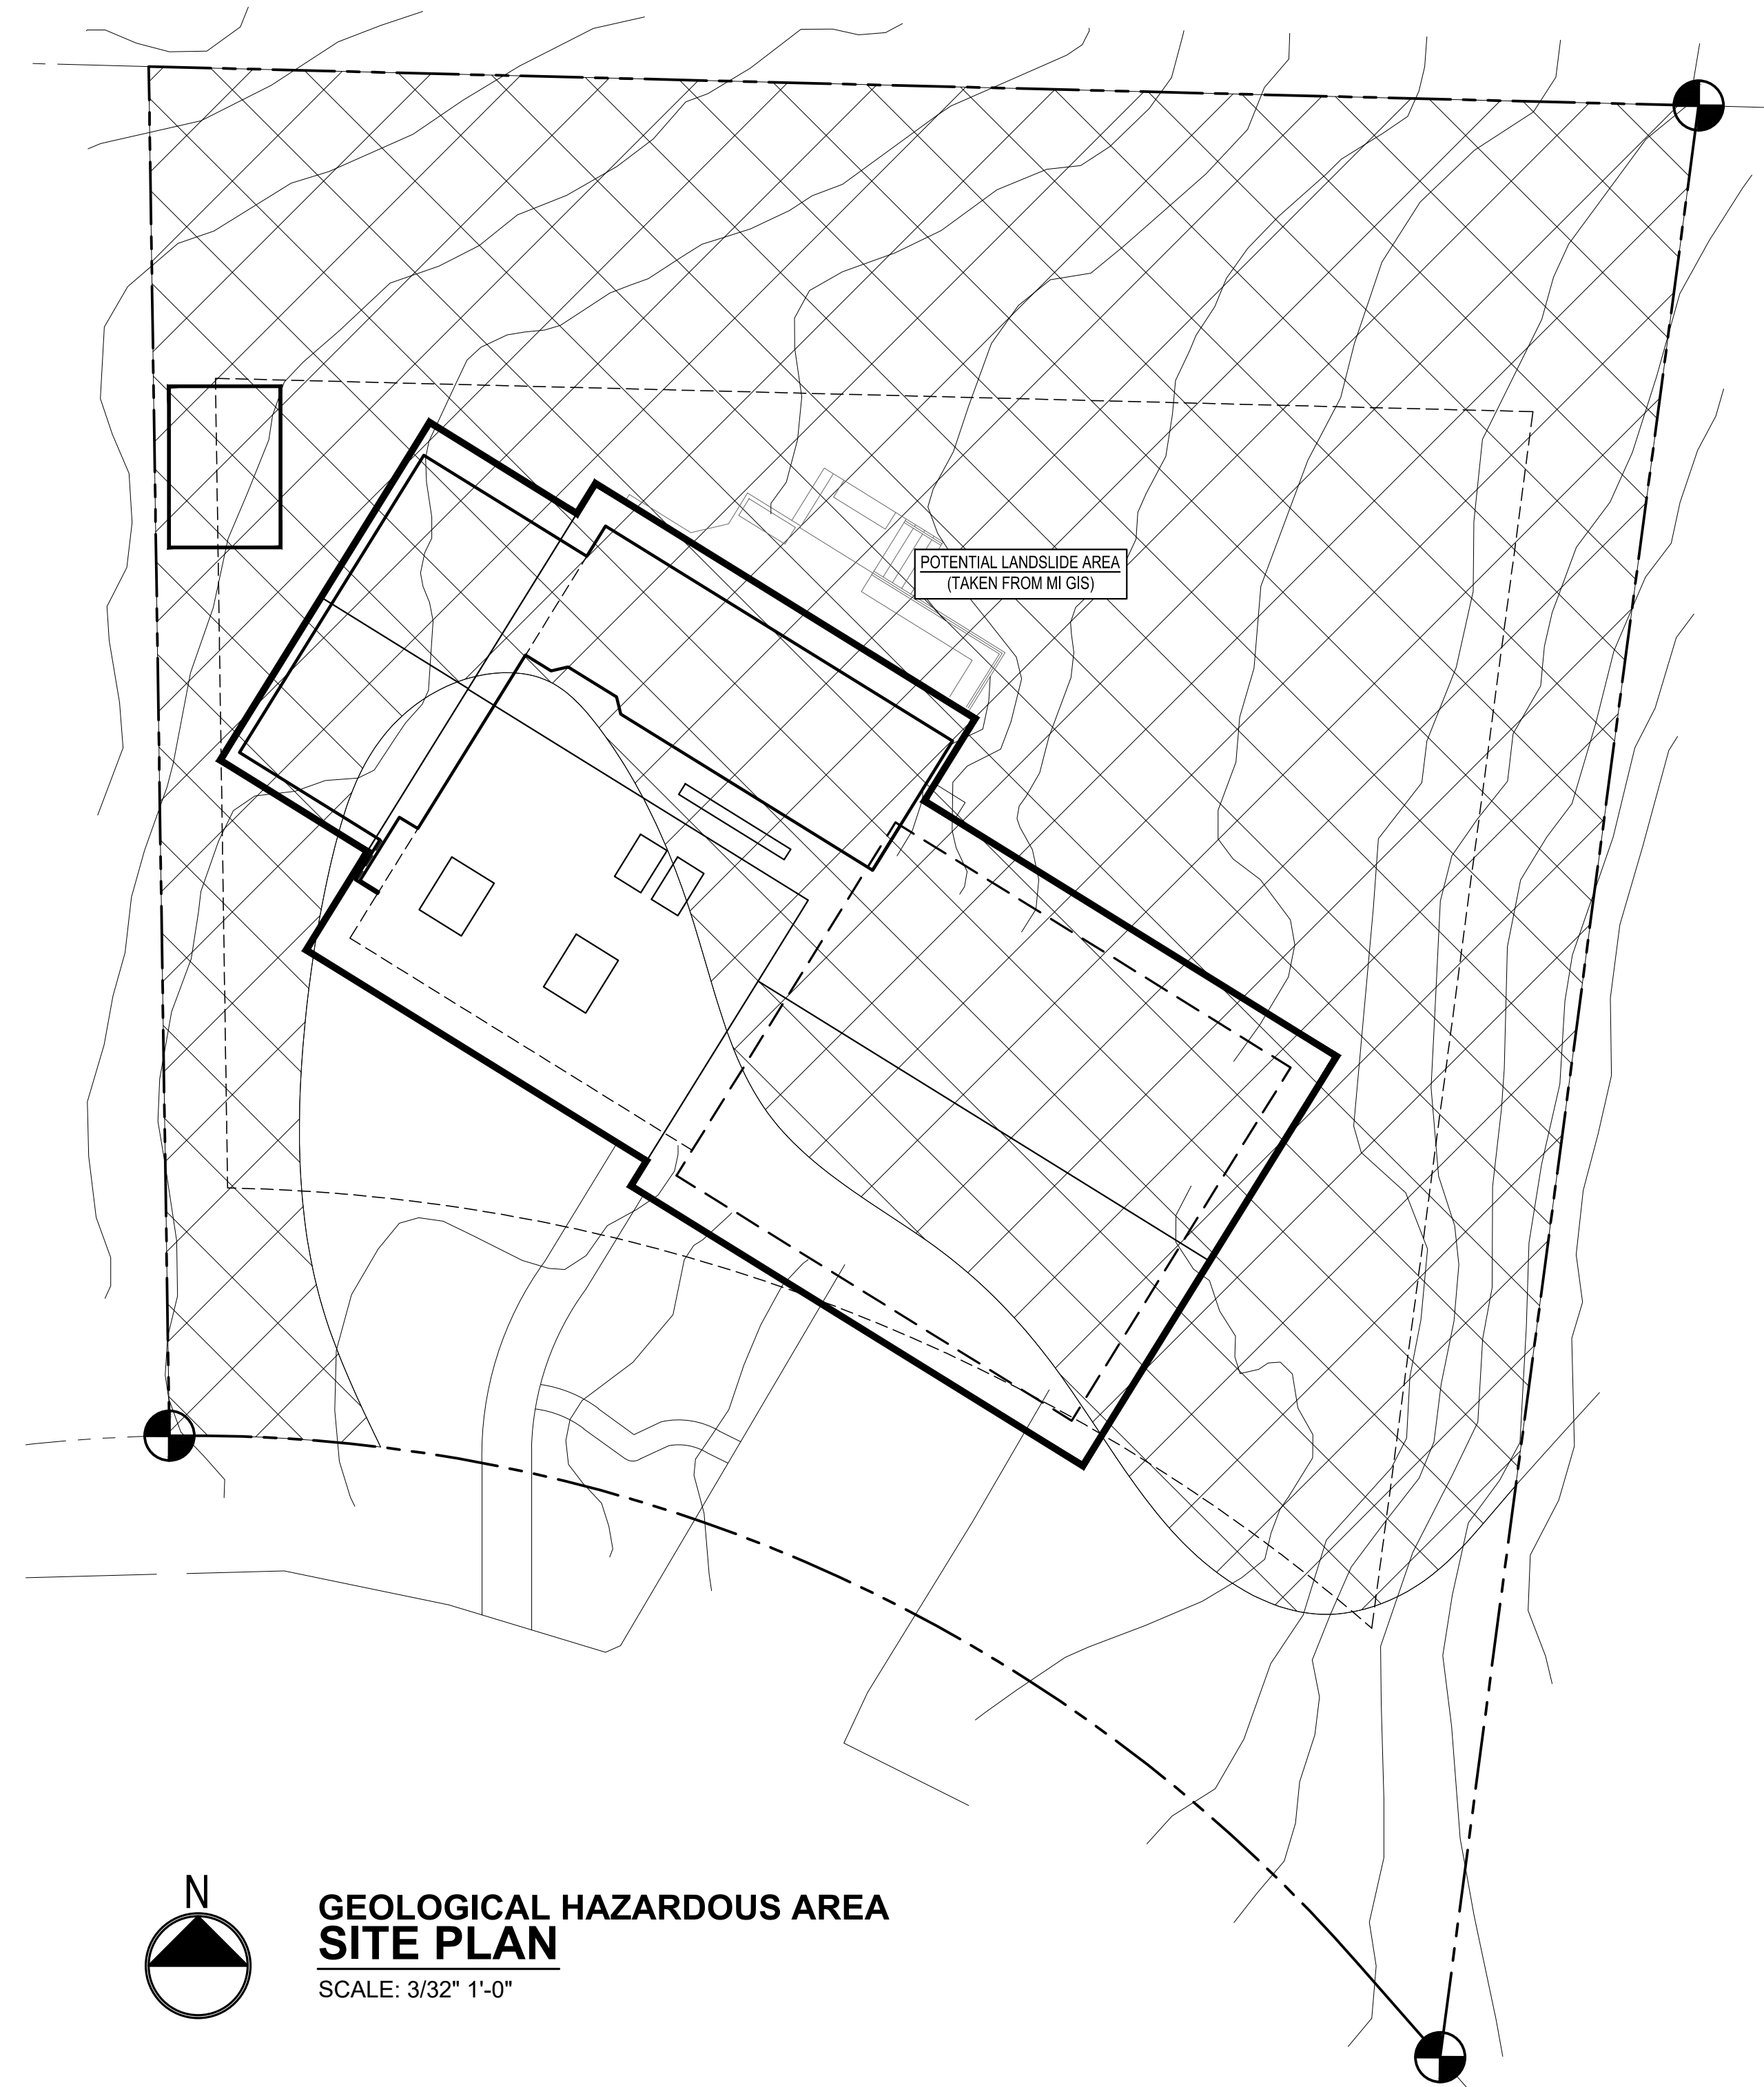 POTENTIAL LANDSLIDE AREA
(TAKEN FROM MI GIS)
N
GEOLOGICAL HAZARDOUS AREA
SITE PLAN
SCALE: 3/32" 1'-0"